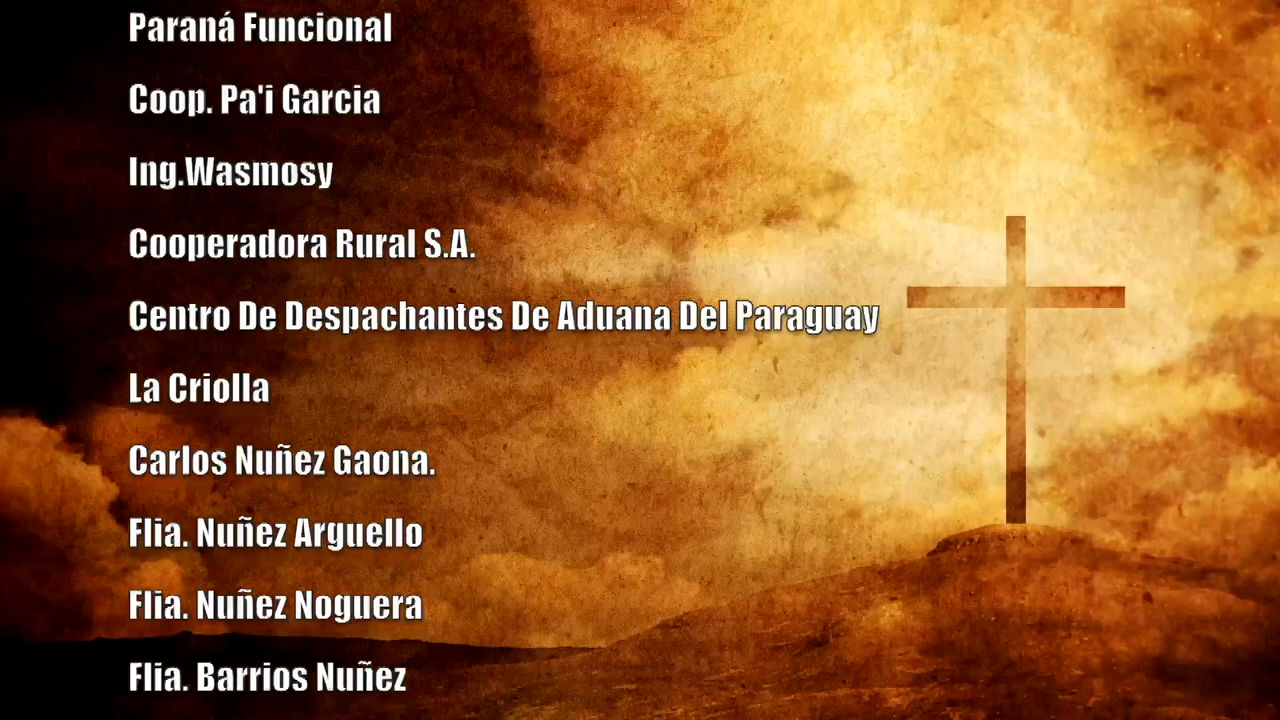 Paraná Funcional
Coop. Pa'i Garcia
Ing.Wasmosy
Cooperadora Rural S.A.
Centro De Despachantes De Aduana Del Paraguay
La Criolla
Carlos Nuñez Gaona.
Flia. Nuñez Arguello
Flia. Nuñez Noguera
Flia. Barrios Nuñez